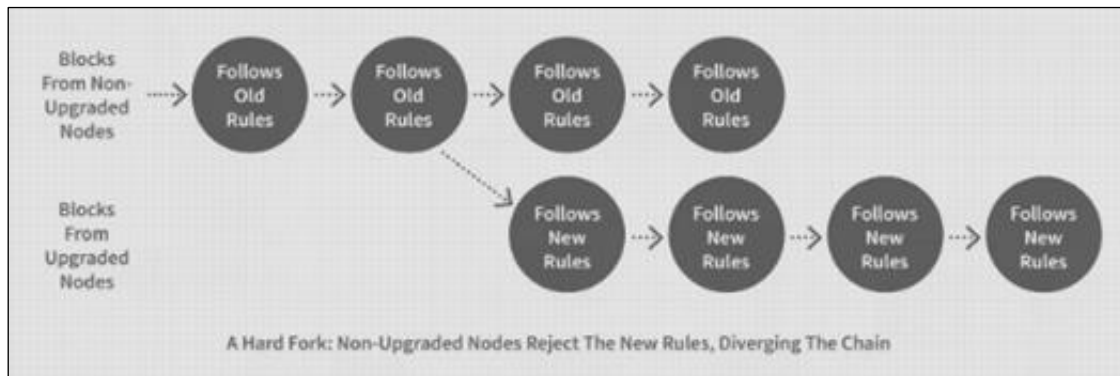 Blocks
From Non-
Upgraded
Nodes
Follows
Old
Rules
Follows
Old
Rules
Follows
Old
Rules
Follows
Old
Rules
Blocks
From
Upgraded
Nodes
Follows
New
Rules
Follows
New
Rules
Follows
New
Rules
Follows
New
Rules
A Hard Fork: Non-Upgraded Nodes Reject The New Rules, Diverging The Chain